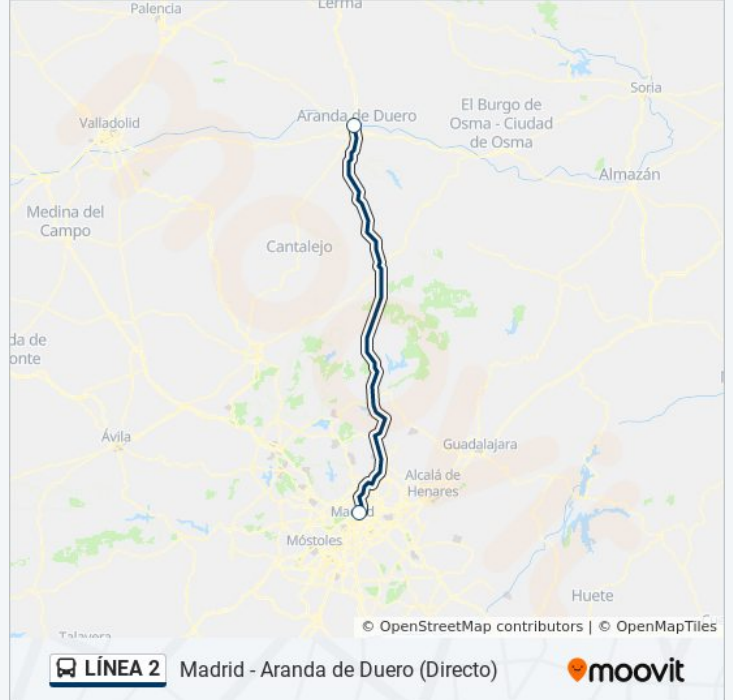 Palencia
Lerma
Soria
Aranda de Duero
El Burgo de
Osma - Ciudad
de Osma
Valladolid
Almazán
Medina del
Campo
Cantalejo
da de
onte
Ávila
Guadalajara
Alcalá de
Henares
Madrid
Móstoles
Huete
Talavera
© OpenStreetMap contributors | © OpenMapTiles
LÍNEA 2
Madrid - Aranda de Duero (Directo)
moovit